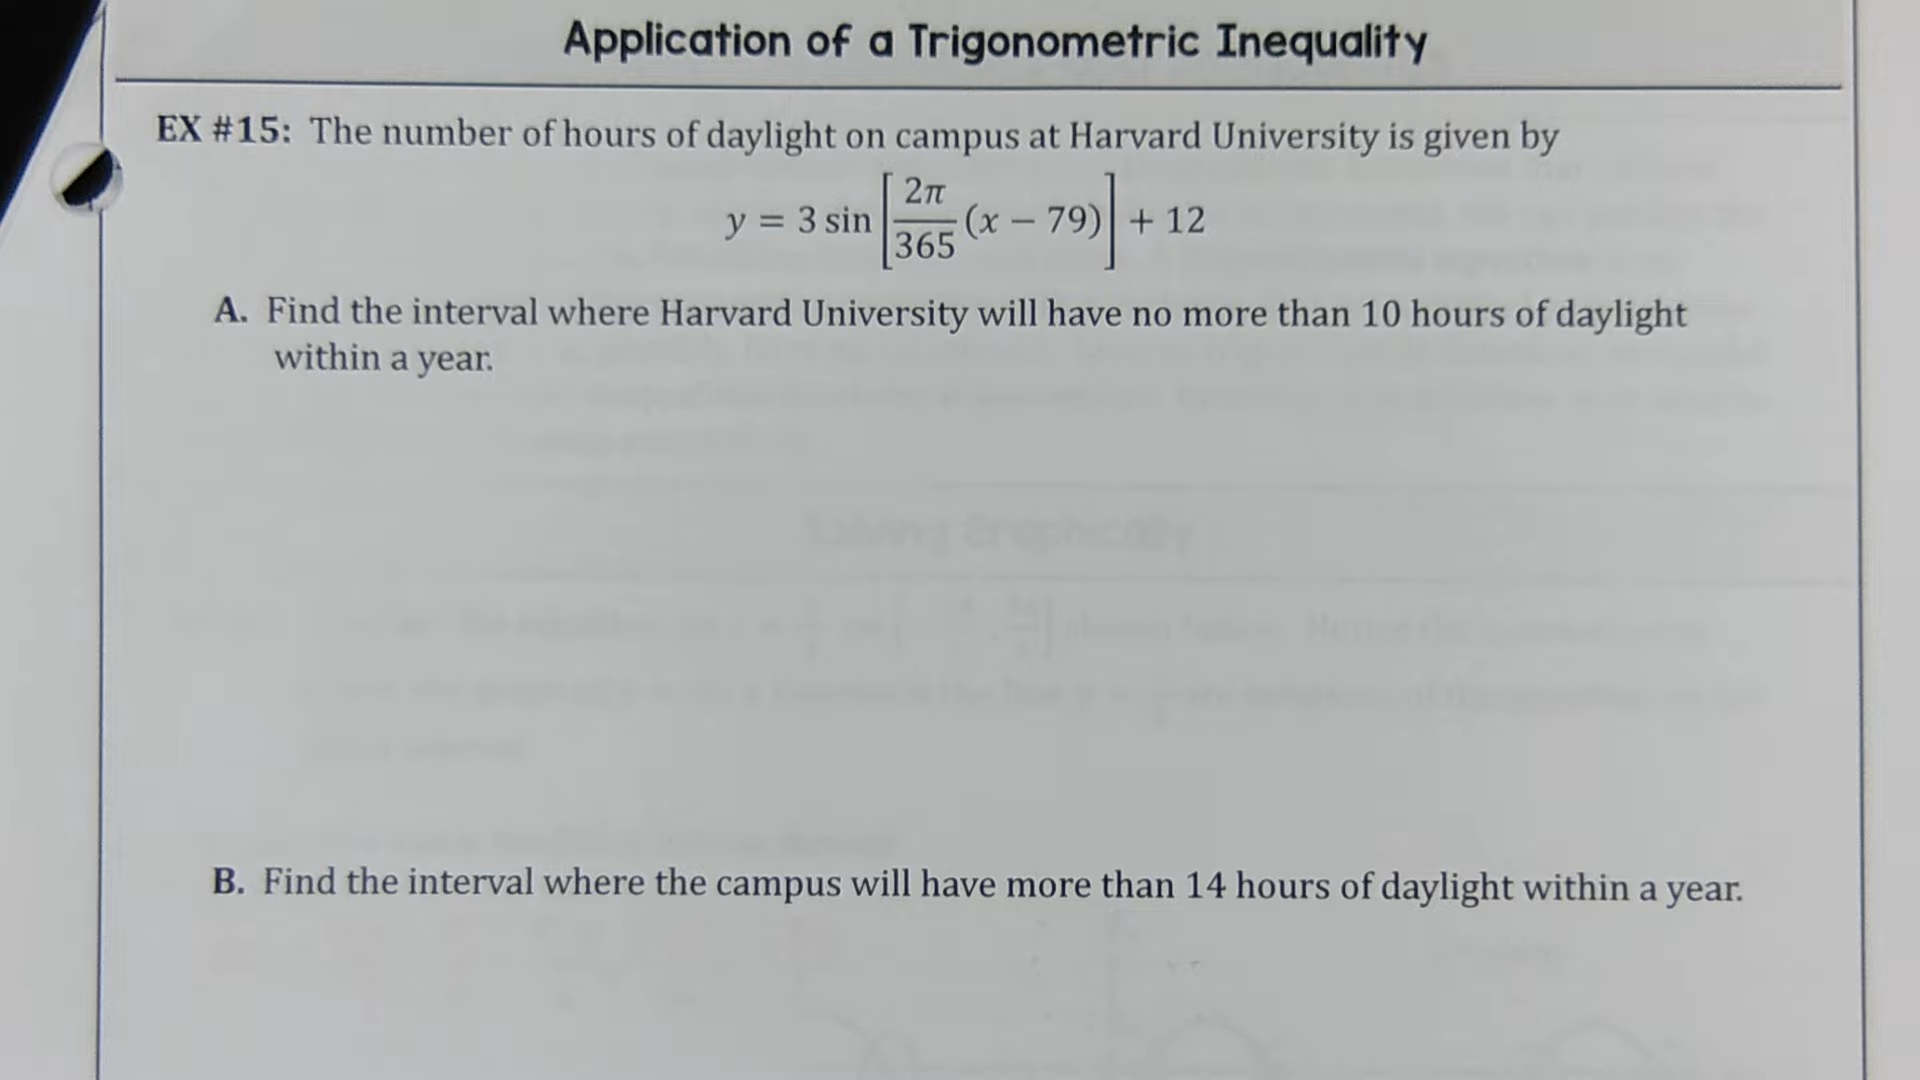 Application of a Trigonometric Inequality
EX #15: The number of hours of daylight on campus at Harvard University is given by
y = 3 sin [2π/365 (x − 79)] + 12
A. Find the interval where Harvard University will have no more than 10 hours of daylight
within a year.
Solving Graphically
B. Find the interval where the campus will have more than 14 hours of daylight within a year.